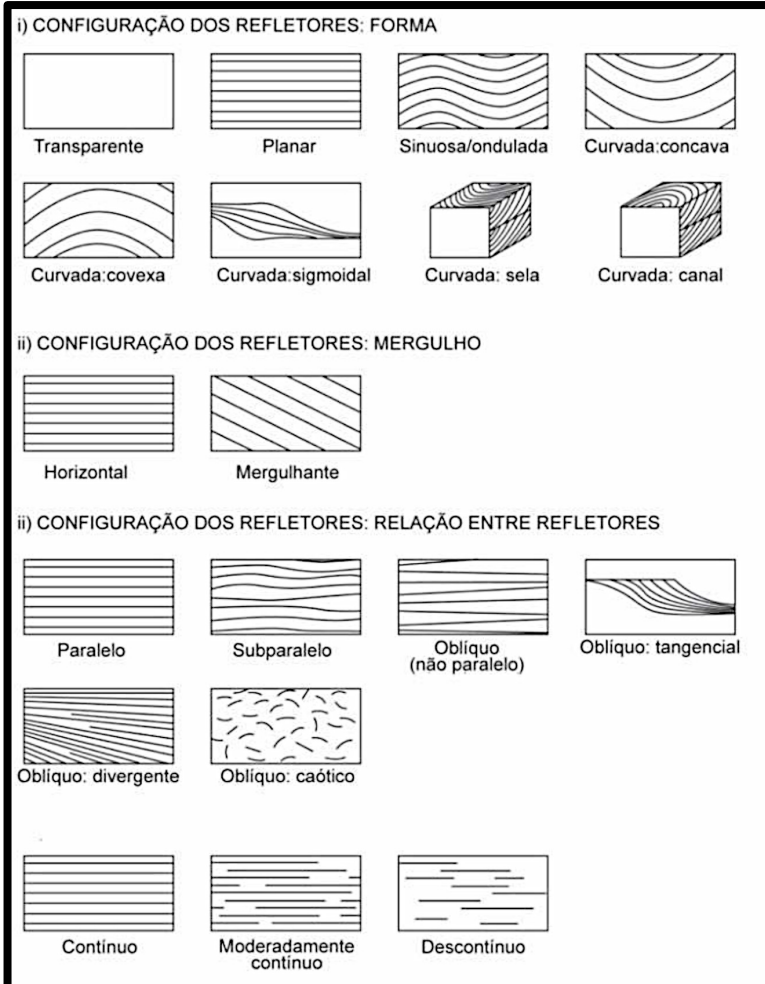 i) CONFIGURAÇÃO DOS REFLETORES: FORMA
Transparente
Planar
Sinuosa/ondulada
Curvada:concava
Curvada:covexa
Curvada:sigmoidal
Curvada: sela
Curvada: canal
ii) CONFIGURAÇÃO DOS REFLETORES: MERGULHO
Horizontal
Mergulhante
ii) CONFIGURAÇÃO DOS REFLETORES: RELAÇÃO ENTRE REFLETORES
Paralelo
Subparalelo
Oblíquo
(não paralelo)
Oblíquo: tangencial
Oblíquo: divergente
Oblíquo: caótico
Contínuo
Moderadamente
contínuo
Descontínuo